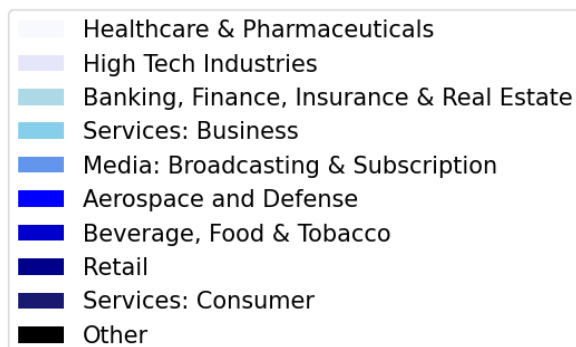 Healthcare & Pharmaceuticals
High Tech Industries
Banking, Finance, Insurance & Real Estate
Services: Business
Media: Broadcasting & Subscription
Aerospace and Defense
Beverage, Food & Tobacco
Retail
Services: Consumer
Other